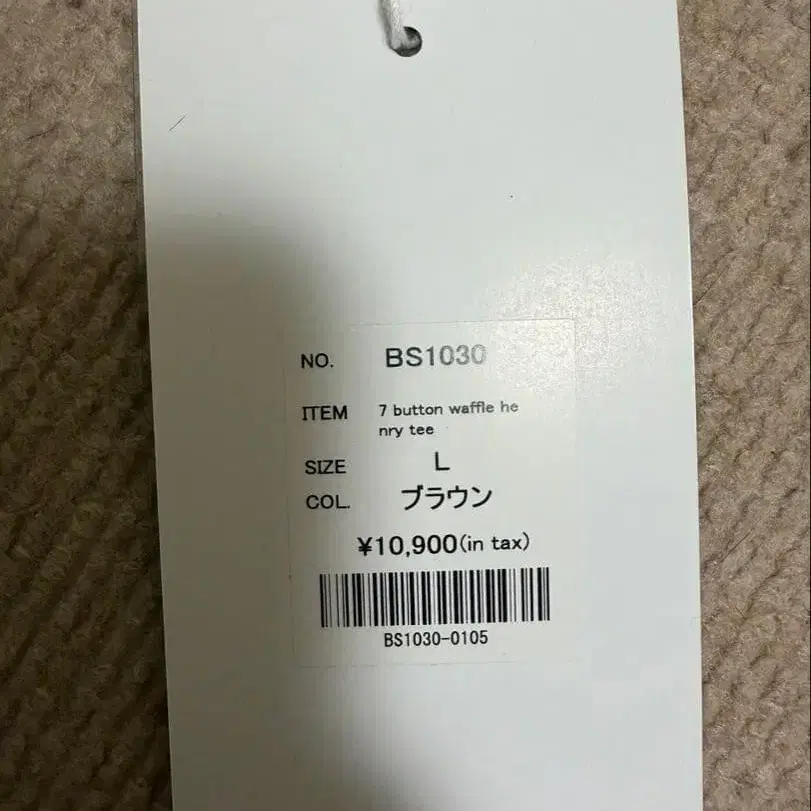 NO. BS1030
ITEM 7 button waffle he
nry tee
SIZE L
COL. ブラウン
¥10,900(in tax)
BS1030-0105